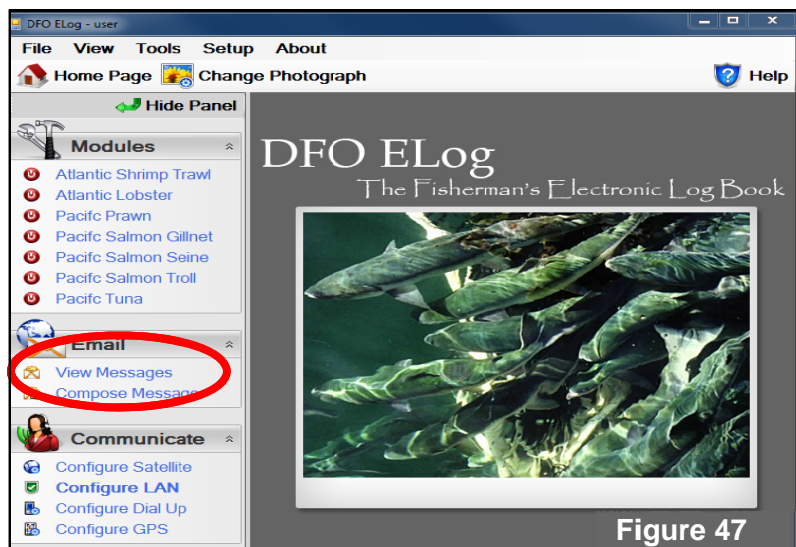 DFO ELog - user
File View Tools Setup About
Home Page Change Photograph Help
Hide Panel
Modules
Atlantic Shrimp Trawl
Atlantic Lobster
Pacifc Prawn
Pacifc Salmon Gillnet
Pacifc Salmon Seine
Pacifc Salmon Troll
Pacifc Tuna
Email
View Messages
Compose Message
Communicate
Configure Satellite
Configure LAN
Configure Dial Up
Configure GPS
DFO ELog
The Fisherman's Electronic Log Book
Figure 47